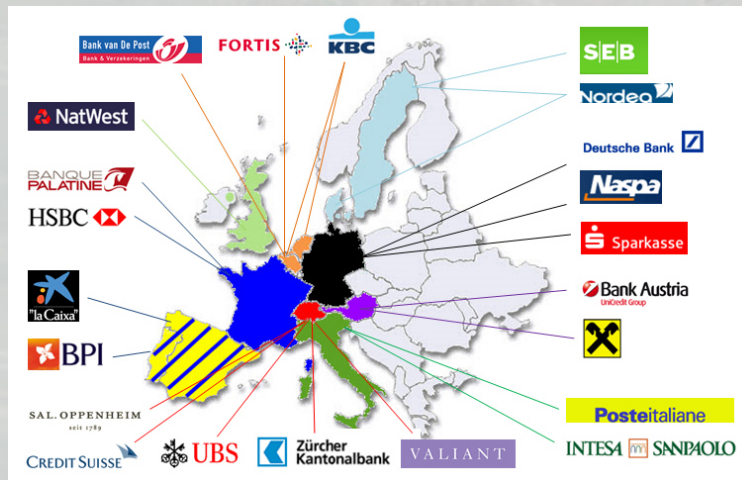 Bank van De Post
Bank & Verzekeringen
FORTIS
KBC
SEB
Nordea
NatWest
Deutsche Bank
BANQUE
PALATINE
Naspa
HSBC
Sparkasse
"la Caixa"
Bank Austria
UniCredit Group
BPI
SAL. OPPENHEIM
seit 1789
Posteitaliane
CREDIT SUISSE
UBS
Zürcher
Kantonalbank
VALIANT
INTESA SANPAOLO